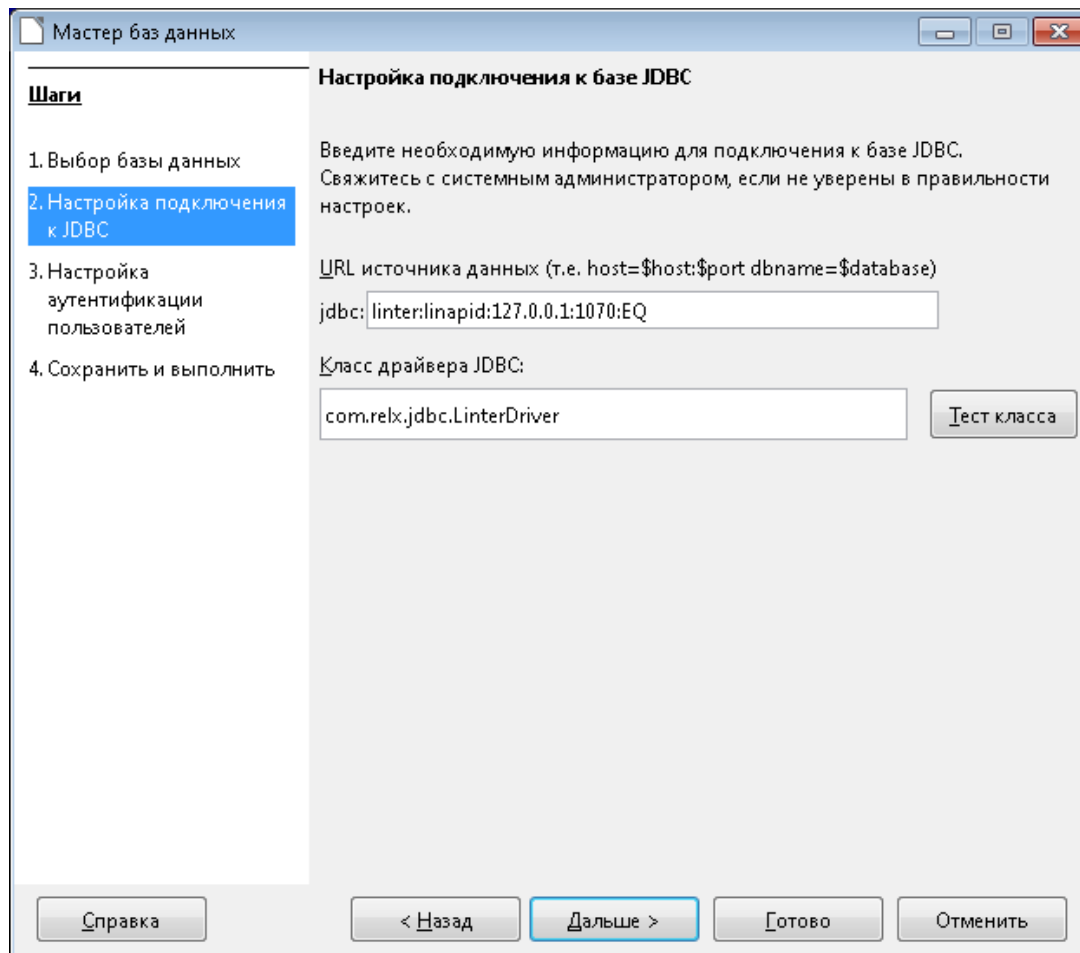 Мастер баз данных
Шаги
1. Выбор базы данных
2. Настройка подключения
к JDBC
3. Настройка
аутентификации
пользователей
4. Сохранить и выполнить
Настройка подключения к базе JDBC
Введите необходимую информацию для подключения к базе JDBC.
Свяжитесь с системным администратором, если не уверены в правильности
настроек.
URL источника данных (т.е. host=$host:$port dbname=$database)
jdbc: linter:linapid:127.0.0.1:1070:EQ
Класс драйвера JDBC:
com.relx.jdbc.LinterDriver
Тест класса
Справка
< Назад
Дальше >
Готово
Отменить